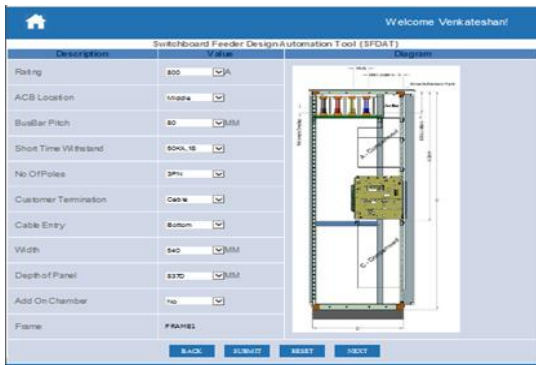 Welcome Venkateshan!
Switchboard Feeder Design Automation Tool (SFDAT)
Description Value Diagram
Rating 800 A
ACB Location Middle
BusBar Pitch 80 MM
Short Time Withstand 50KA,1S
No Of Poles 3PN
Customer Termination Cable
Cable Entry Bottom
Width 540 MM
Depth of Panel MM
Add On Chamber No
Frame FRAME1
A - Compartment
C - Compartment
BACK SUBMIT RESET NEXT